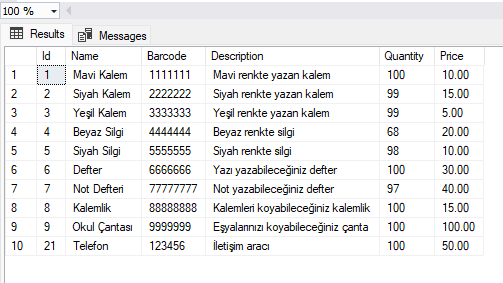 100 %
Results Messages
Id Name Barcode Description Quantity Price
1 1 Mavi Kalem 1111111 Mavi renkte yazan kalem 100 10.00
2 2 Siyah Kalem 2222222 Siyah renkte yazan kalem 99 15.00
3 3 Yeşil Kalem 3333333 Yeşil renkte yazan kalem 99 5.00
4 4 Beyaz Silgi 4444444 Beyaz renkte silgi 68 20.00
5 5 Siyah Silgi 5555555 Siyah renkte silgi 98 10.00
6 6 Defter 6666666 Yazı yazabileceğiniz defter 100 30.00
7 7 Not Defteri 77777777 Not yazabileceğiniz defter 97 40.00
8 8 Kalemlik 88888888 Kalemleri koyabileceğiniz kalemlik 100 15.00
9 9 Okul Çantası 9999999 Eşyalarınızı koyabileceğiniz çanta 100 100.00
10 21 Telefon 123456 İletişim aracı 100 50.00